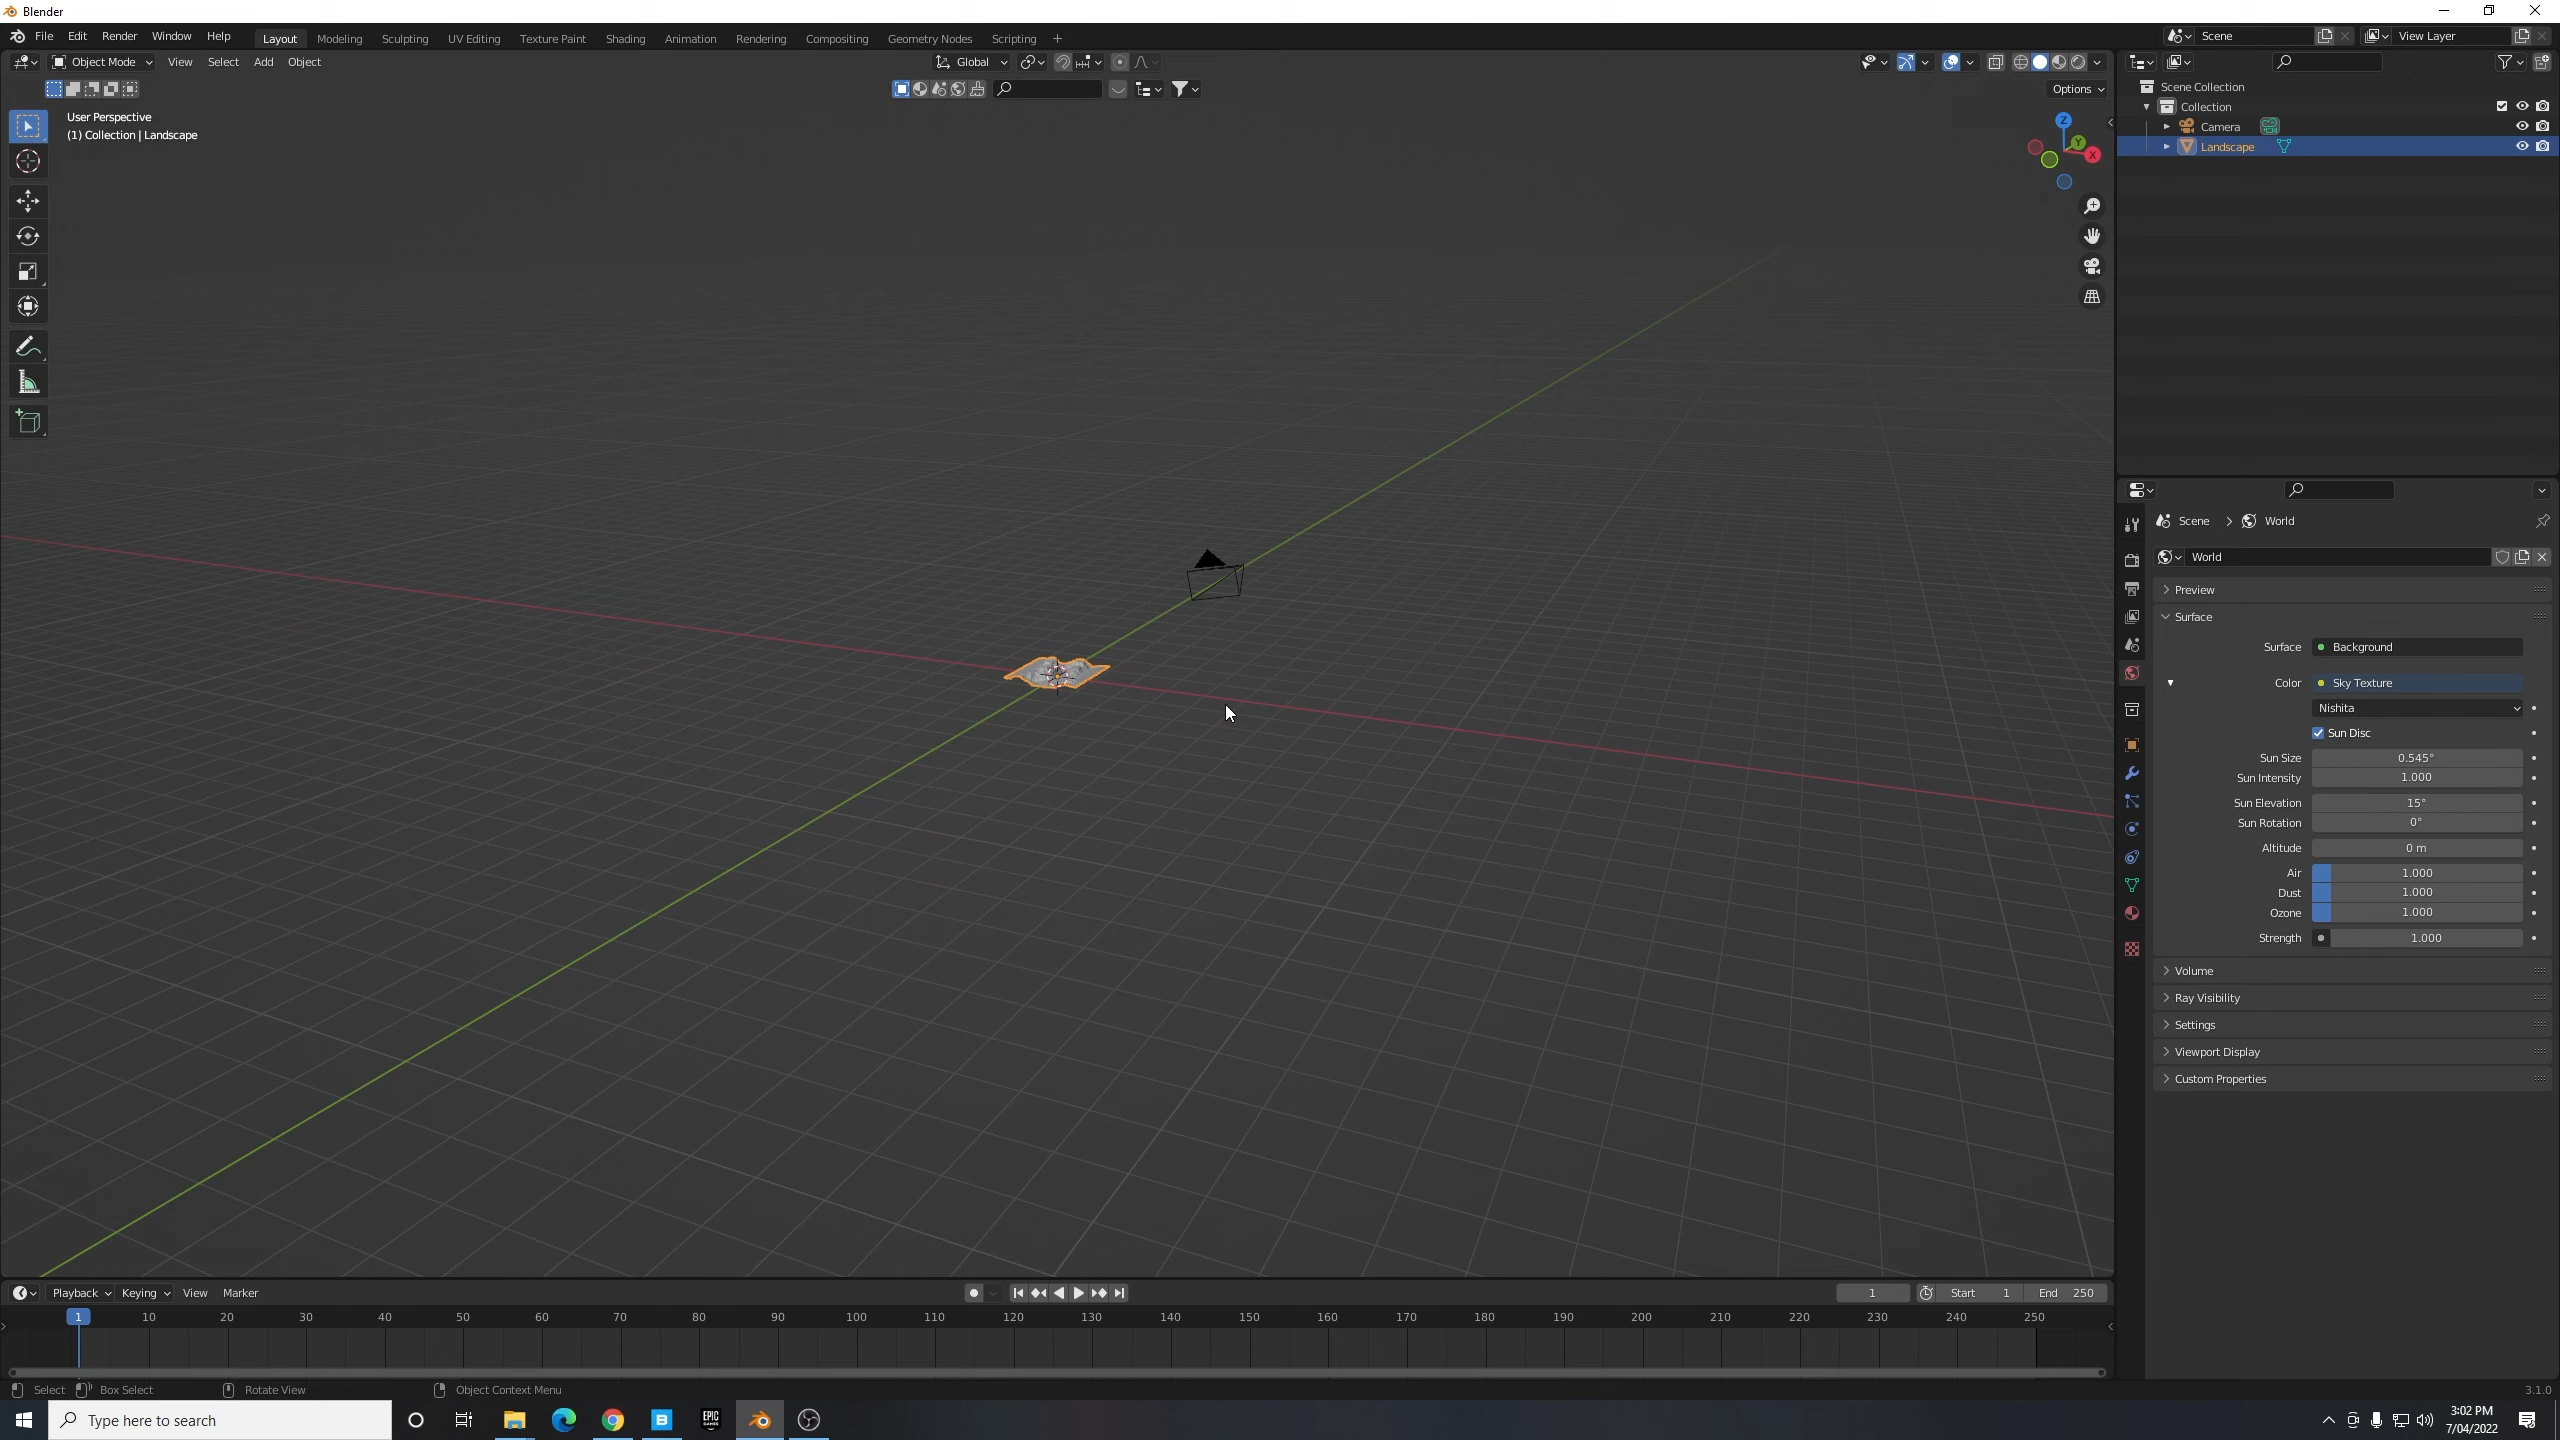 Blender
File Edit Render Window Help Layout Modeling Sculpting UV Editing Texture Paint Shading Animation Rendering Compositing Geometry Nodes Scripting + Scene View Layer
Object Mode View Select Add Object Global
Options
User Perspective
(1) Collection | Landscape
Z
Y
X
Scene Collection
Collection
Camera
Landscape
Scene > World
World
Preview
Surface
Surface Background
Color Sky Texture
Nishita
Sun Disc
Sun Size 0.545°
Sun Intensity 1.000
Sun Elevation 15°
Sun Rotation 0°
Altitude 0 m
Air 1.000
Dust 1.000
Ozone 1.000
Strength 1.000
Volume
Ray Visibility
Settings
Viewport Display
Custom Properties
Playback Keying View Marker 1 Start 1 End 250
1 10 20 30 40 50 60 70 80 90 100 110 120 130 140 150 160 170 180 190 200 210 220 230 240 250
Select Box Select Rotate View Object Context Menu 3.1.0
Type here to search
EPIC
GAMES
B
3:02 PM
7/04/2022